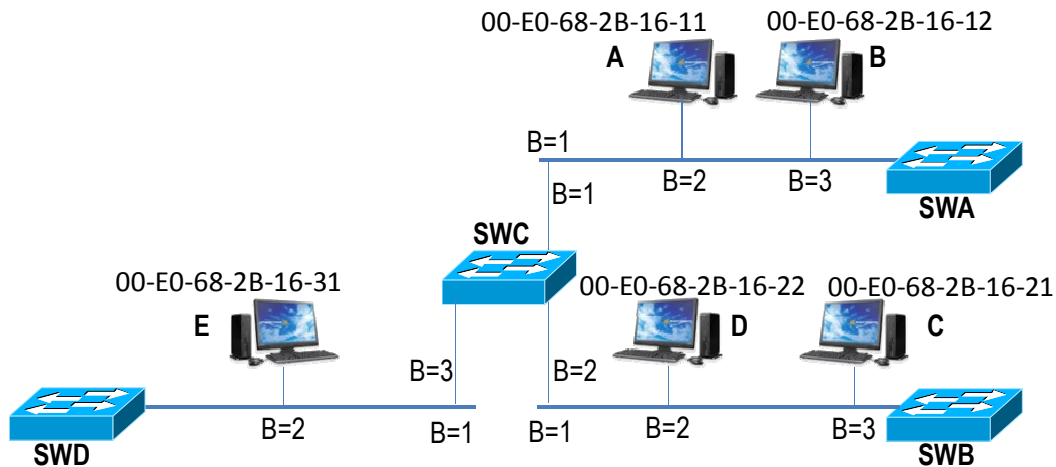 00-E0-68-2B-16-11
00-E0-68-2B-16-12
A
B
B=1
B=1
B=2
B=3
SWA
SWC
00-E0-68-2B-16-31
00-E0-68-2B-16-22
00-E0-68-2B-16-21
E
D
C
B=3
B=2
B=2
B=1
B=1
B=2
B=3
SWD
SWB